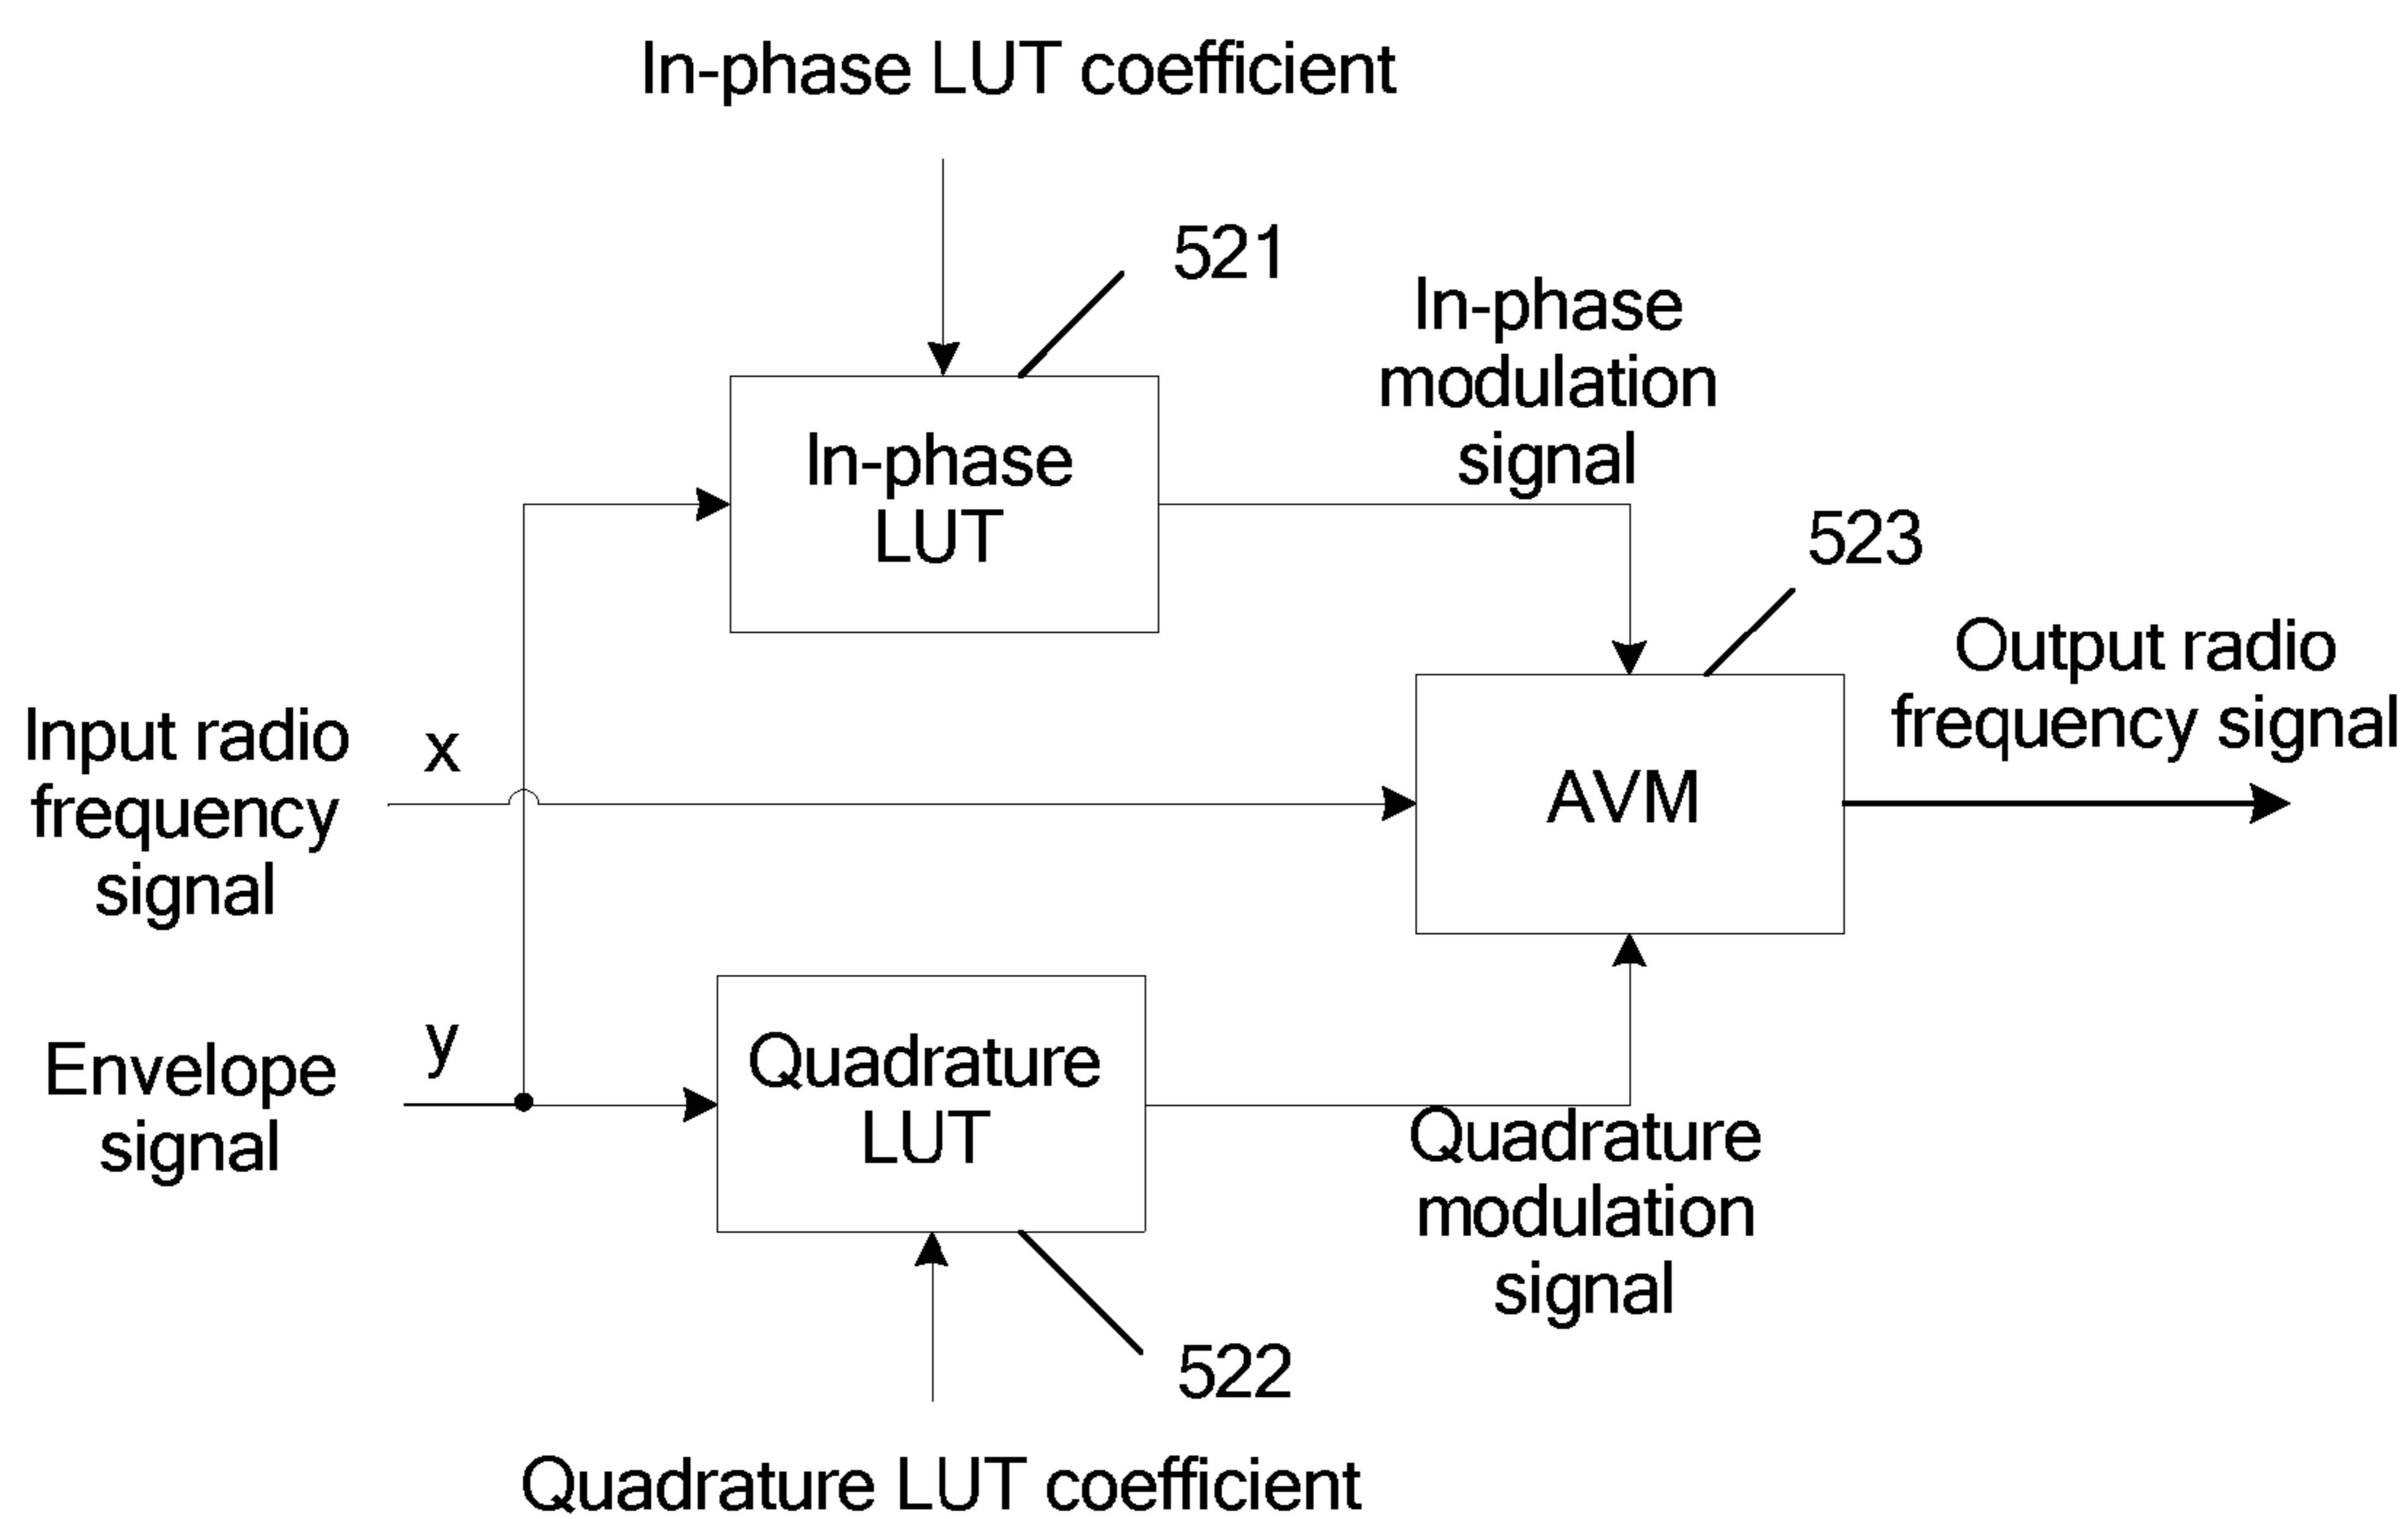 In-phase LUT coefficient
521
In-phase
modulation
signal
In-phase
LUT
523
Output radio
frequency signal
Input radio
frequency
signal
x
AVM
Envelope
signal
y
Quadrature
LUT
Quadrature
modulation
signal
522
Quadrature LUT coefficient